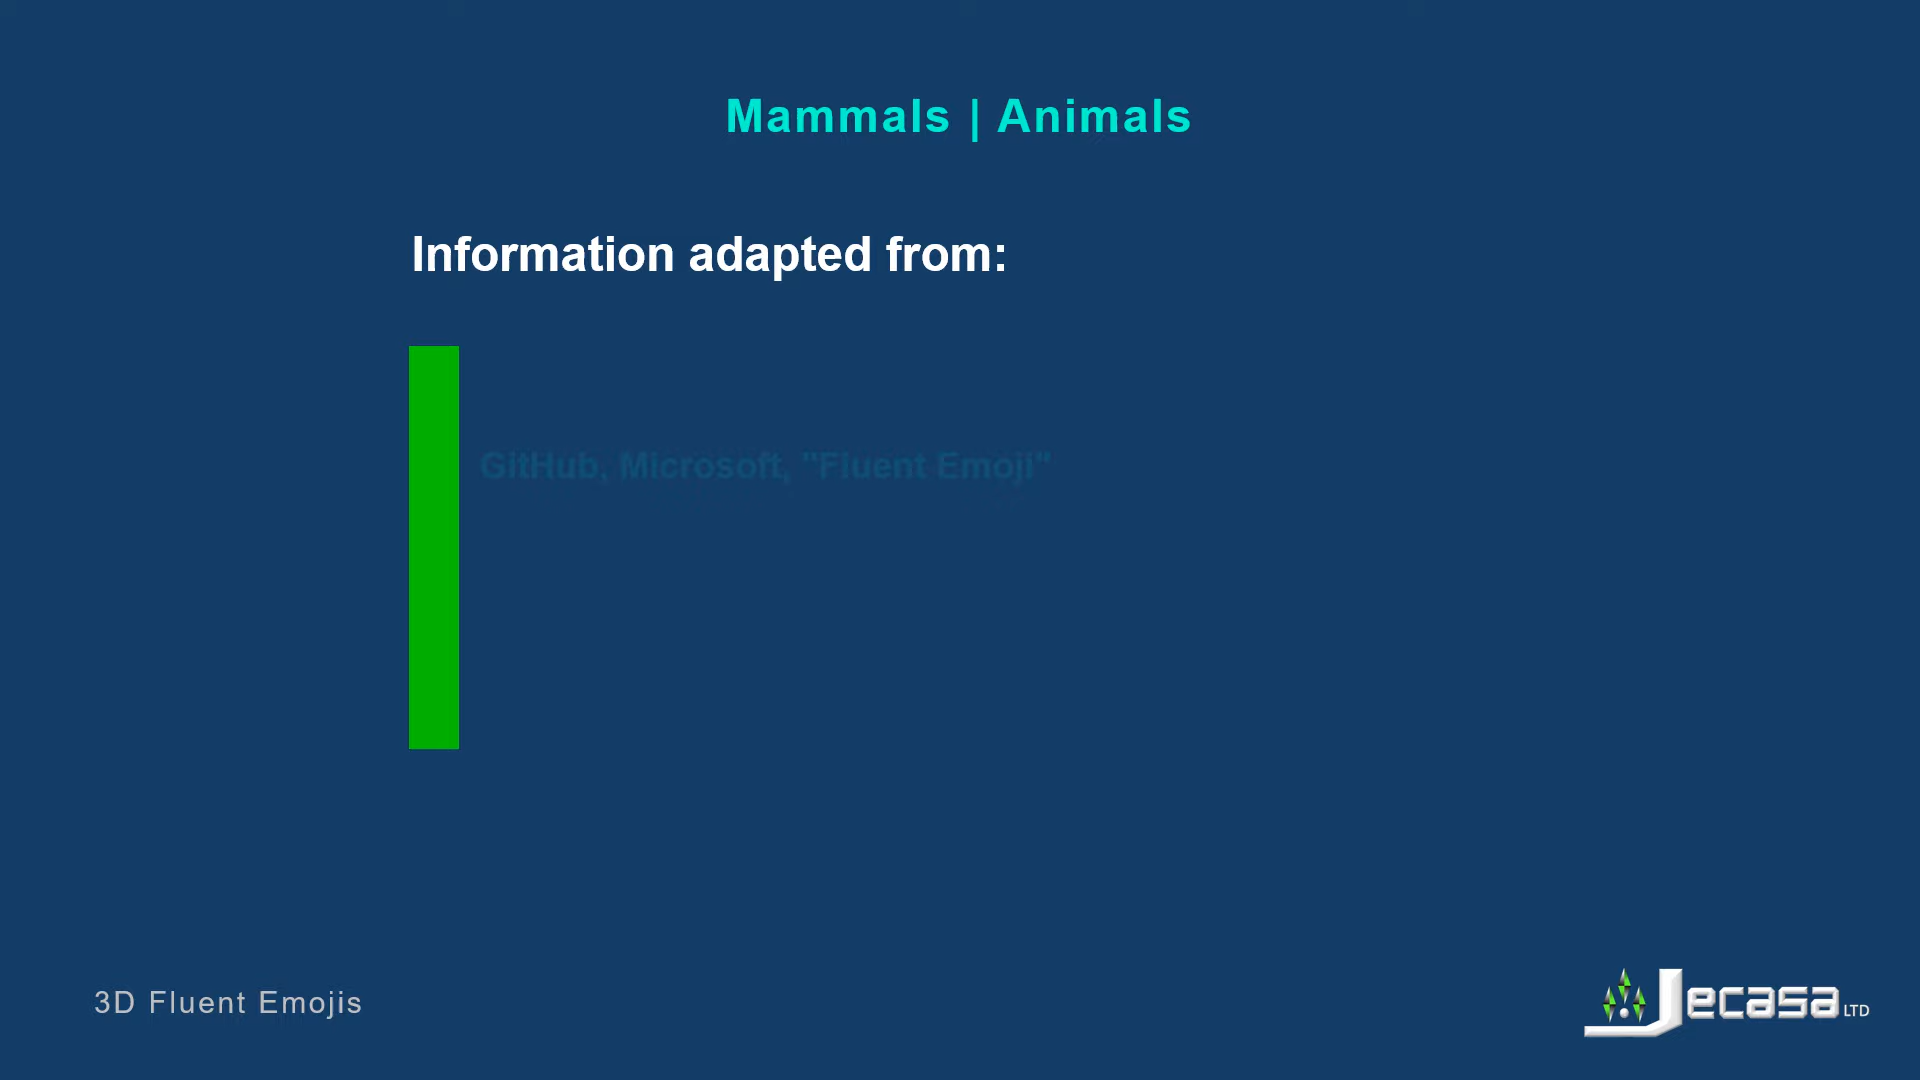 Mammals | Animals
Information adapted from:
GitHub, Microsoft, "Fluent Emoji"
3D Fluent Emojis
Jecasa LTD